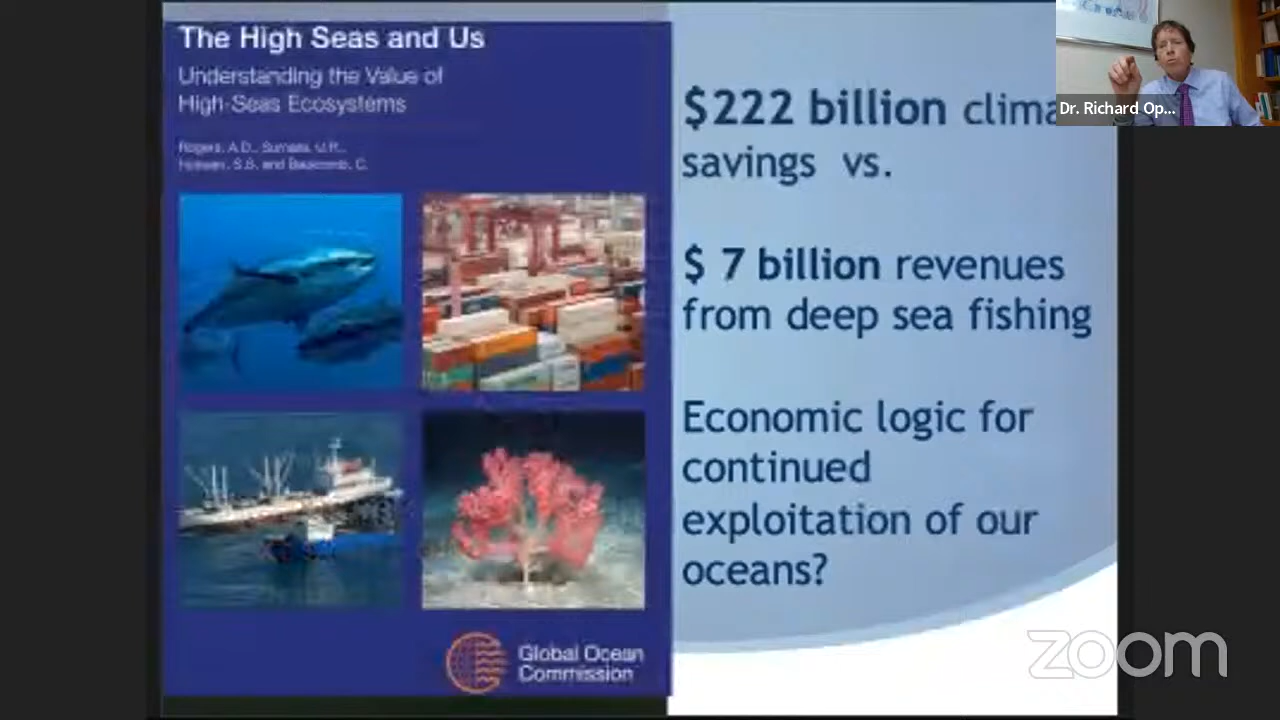 The High Seas and Us
Understanding the Value of
High-Seas Ecosystems
Rogers, A.D., Sumaila, U.R.,
Hussain, S.S. and Baulcomb, C.
$222 billion clima
savings vs.
$ 7 billion revenues
from deep sea fishing
Economic logic for
continued
exploitation of our
oceans?
Global Ocean
Commission
Dr. Richard Op...
zoom